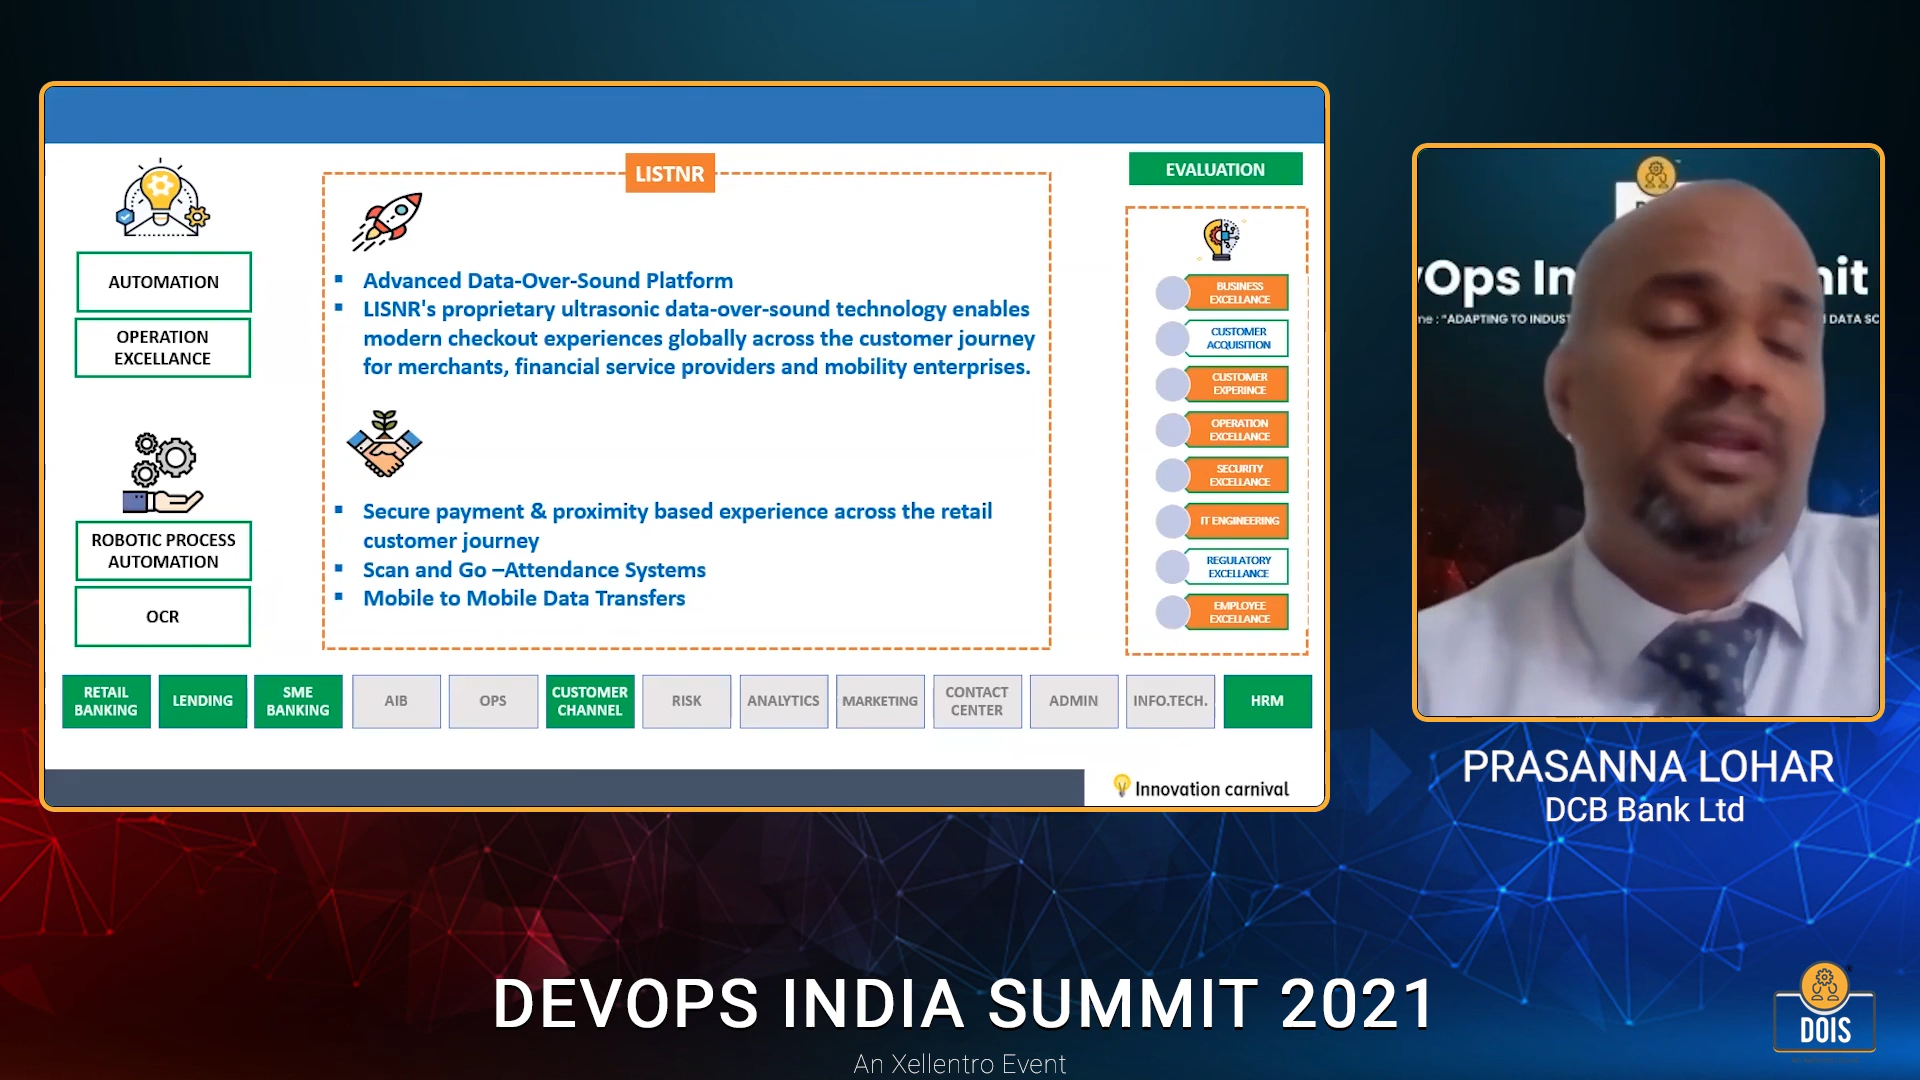 LISTNR
EVALUATION
AUTOMATION
OPERATION
EXCELLANCE
ROBOTIC PROCESS
AUTOMATION
OCR
▪ Advanced Data-Over-Sound Platform
▪ LISNR's proprietary ultrasonic data-over-sound technology enables
modern checkout experiences globally across the customer journey
for merchants, financial service providers and mobility enterprises.
▪ Secure payment & proximity based experience across the retail
customer journey
▪ Scan and Go –Attendance Systems
▪ Mobile to Mobile Data Transfers
BUSINESS
EXCELLANCE
CUSTOMER
ACQUISITION
CUSTOMER
EXPERINCE
OPERATION
EXCELLANCE
SECURITY
EXCELLANCE
IT ENGINEERING
REGULATORY
EXCELLANCE
EMPLOYEE
EXCELLANCE
RETAIL
BANKING
LENDING
SME
BANKING
AIB
OPS
CUSTOMER
CHANNEL
RISK
ANALYTICS
MARKETING
CONTACT
CENTER
ADMIN
INFO.TECH.
HRM
Innovation carnival
Ops In
"ADAPTING TO INDUST
DATA SC
PRASANNA LOHAR
DCB Bank Ltd
DEVOPS INDIA SUMMIT 2021
An Xellentro Event
DOIS